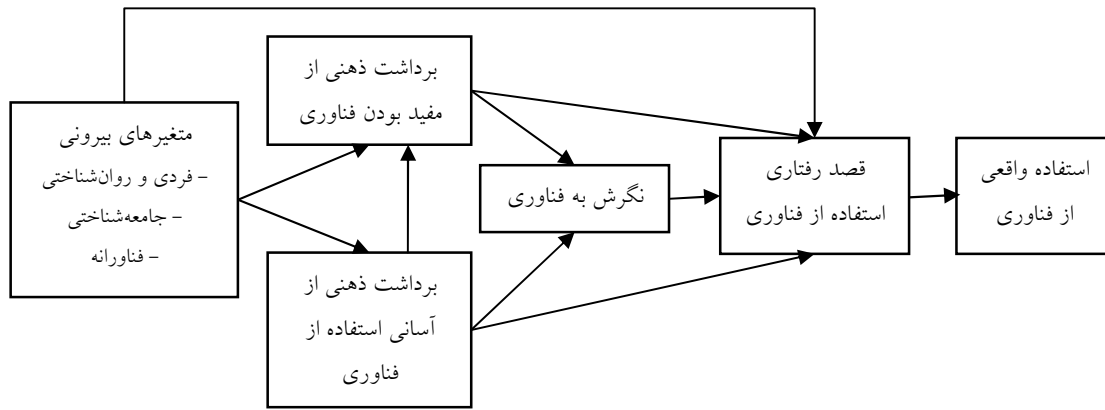 متغیرهای بیرونی
- فردی و روان‌شناختی
- جامعه‌شناختی
- فناورانه
برداشت ذهنی از
مفید بودن فناوری
برداشت ذهنی از
آسانی استفاده از
فناوری
نگرش به فناوری
قصد رفتاری
استفاده از فناوری
استفاده واقعی
از فناوری